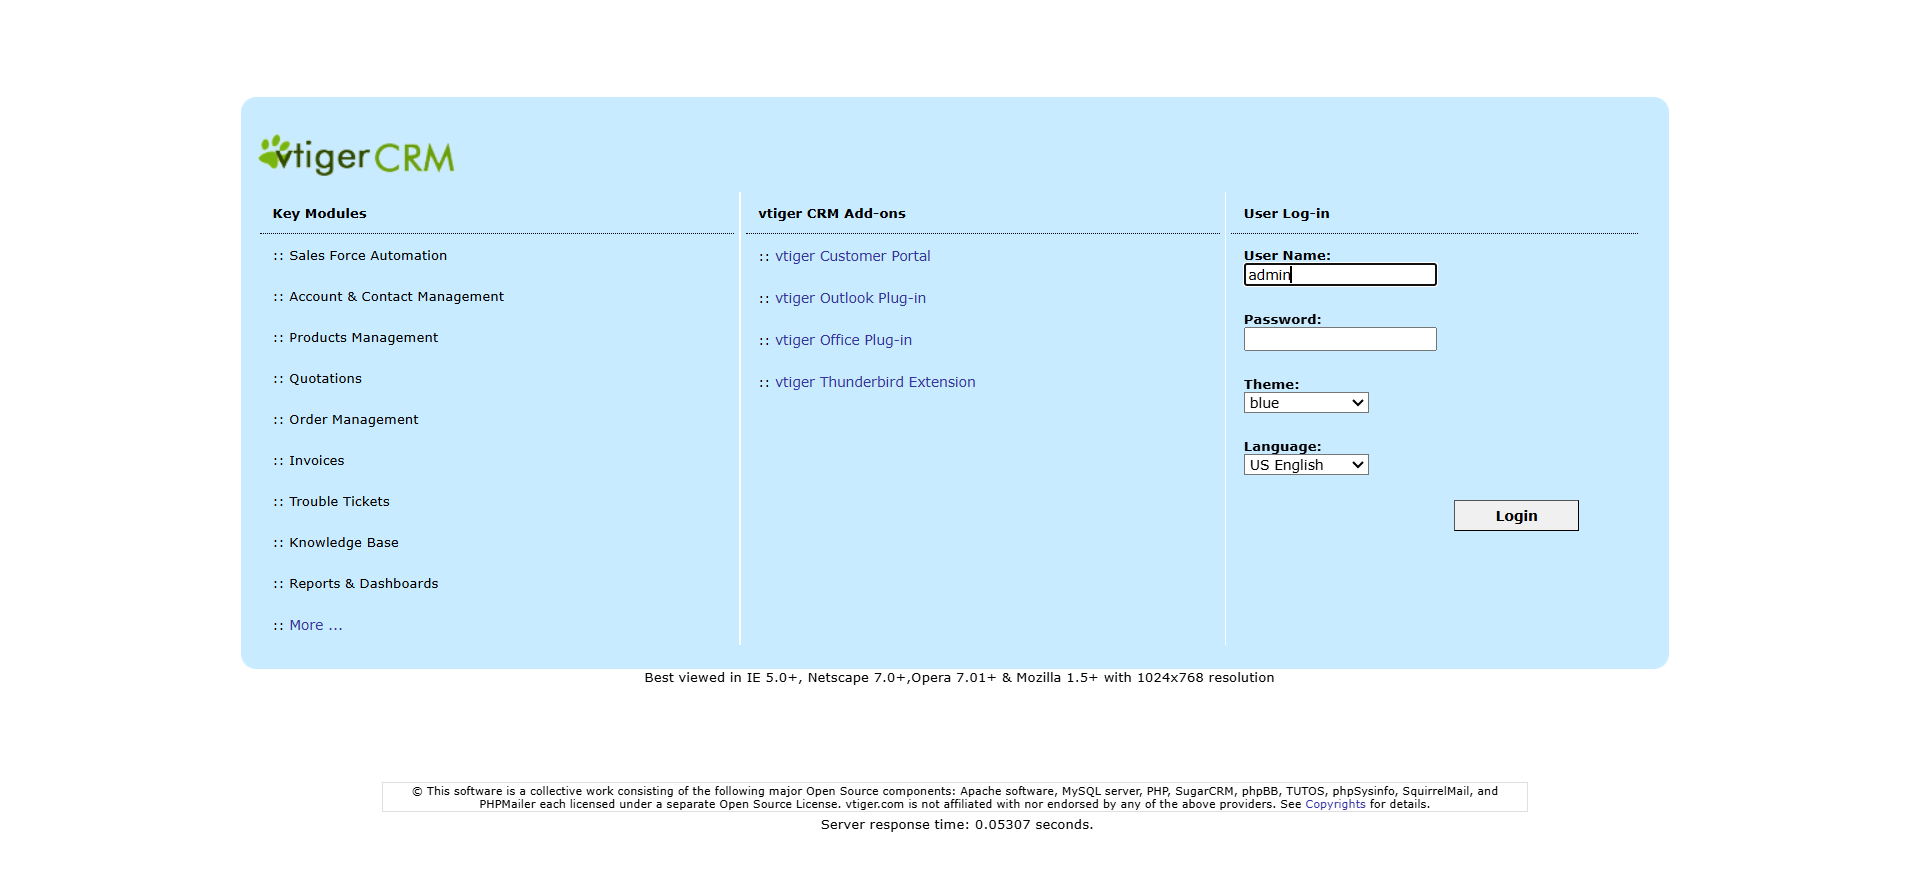 vtiger CRM
Key Modules
:: Sales Force Automation
:: Account & Contact Management
:: Products Management
:: Quotations
:: Order Management
:: Invoices
:: Trouble Tickets
:: Knowledge Base
:: Reports & Dashboards
:: More ...
vtiger CRM Add-ons
:: vtiger Customer Portal
:: vtiger Outlook Plug-in
:: vtiger Office Plug-in
:: vtiger Thunderbird Extension
User Log-in
User Name:
admin
Password:
Theme:
blue
Language:
US English
Login
Best viewed in IE 5.0+, Netscape 7.0+,Opera 7.01+ & Mozilla 1.5+ with 1024x768 resolution
© This software is a collective work consisting of the following major Open Source components: Apache software, MySQL server, PHP, SugarCRM, phpBB, TUTOS, phpSysinfo, SquirrelMail, and
PHPMailer each licensed under a separate Open Source License. vtiger.com is not affiliated with nor endorsed by any of the above providers. See Copyrights for details.
Server response time: 0.05307 seconds.